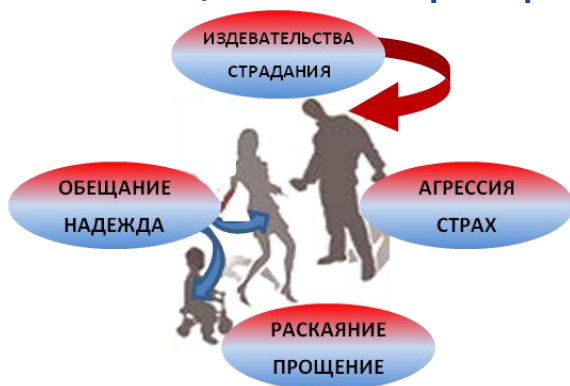 ИЗДЕВАТЕЛЬСТВА
СТРАДАНИЯ
ОБЕЩАНИЕ
НАДЕЖДА
АГРЕССИЯ
СТРАХ
РАСКАЯНИЕ
ПРОЩЕНИЕ